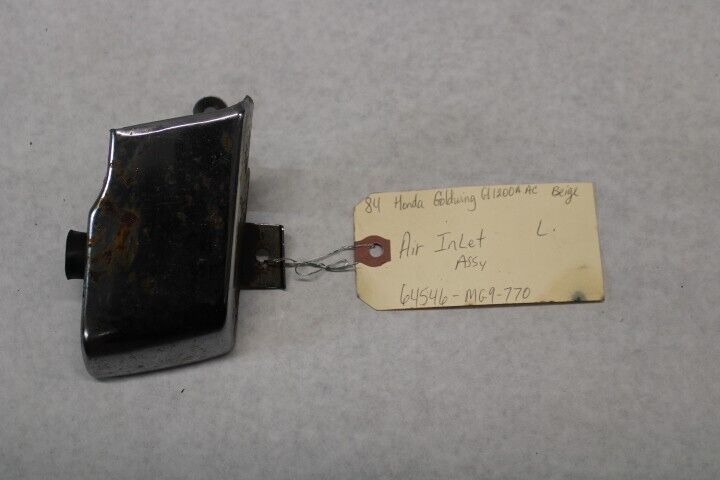 84 Honda Goldwing Gl1200A AC Beige
Air Inlet L.
Assy
64546-MG9-770